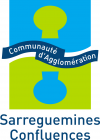 Communauté
d'Agglomération
Sarreguemines
Confluences